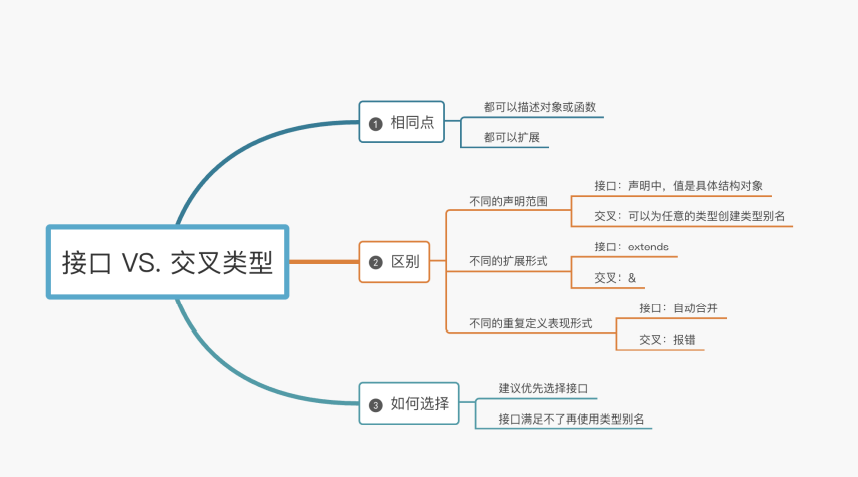 接口 VS. 交叉类型
1 相同点
都可以描述对象或函数
都可以扩展
2 区别
不同的声明范围
接口：声明中，值是具体结构对象
交叉：可以为任意的类型创建类型别名
不同的扩展形式
接口：extends
交叉：&
不同的重复定义表现形式
接口：自动合并
交叉：报错
3 如何选择
建议优先选择接口
接口满足不了再使用类型别名